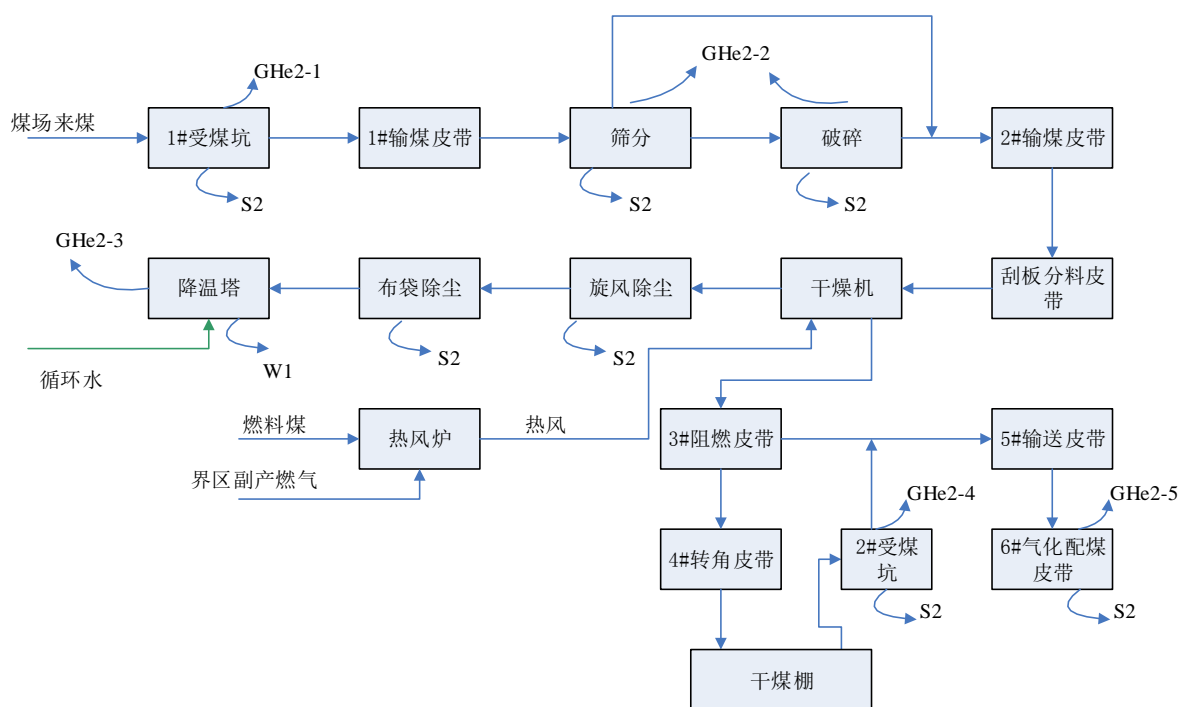 GHe2-1
GHe2-2
煤场来煤
1#受煤坑
1#输煤皮带
筛分
破碎
2#输煤皮带
S2
S2
S2
GHe2-3
降温塔
布袋除尘
旋风除尘
干燥机
刮板分料皮
带
W1
S2
S2
循环水
燃料煤
热风炉
热风
3#阻燃皮带
5#输送皮带
界区副产燃气
GHe2-4
GHe2-5
4#转角皮带
2#受煤
坑
6#气化配煤
皮带
S2
S2
干煤棚